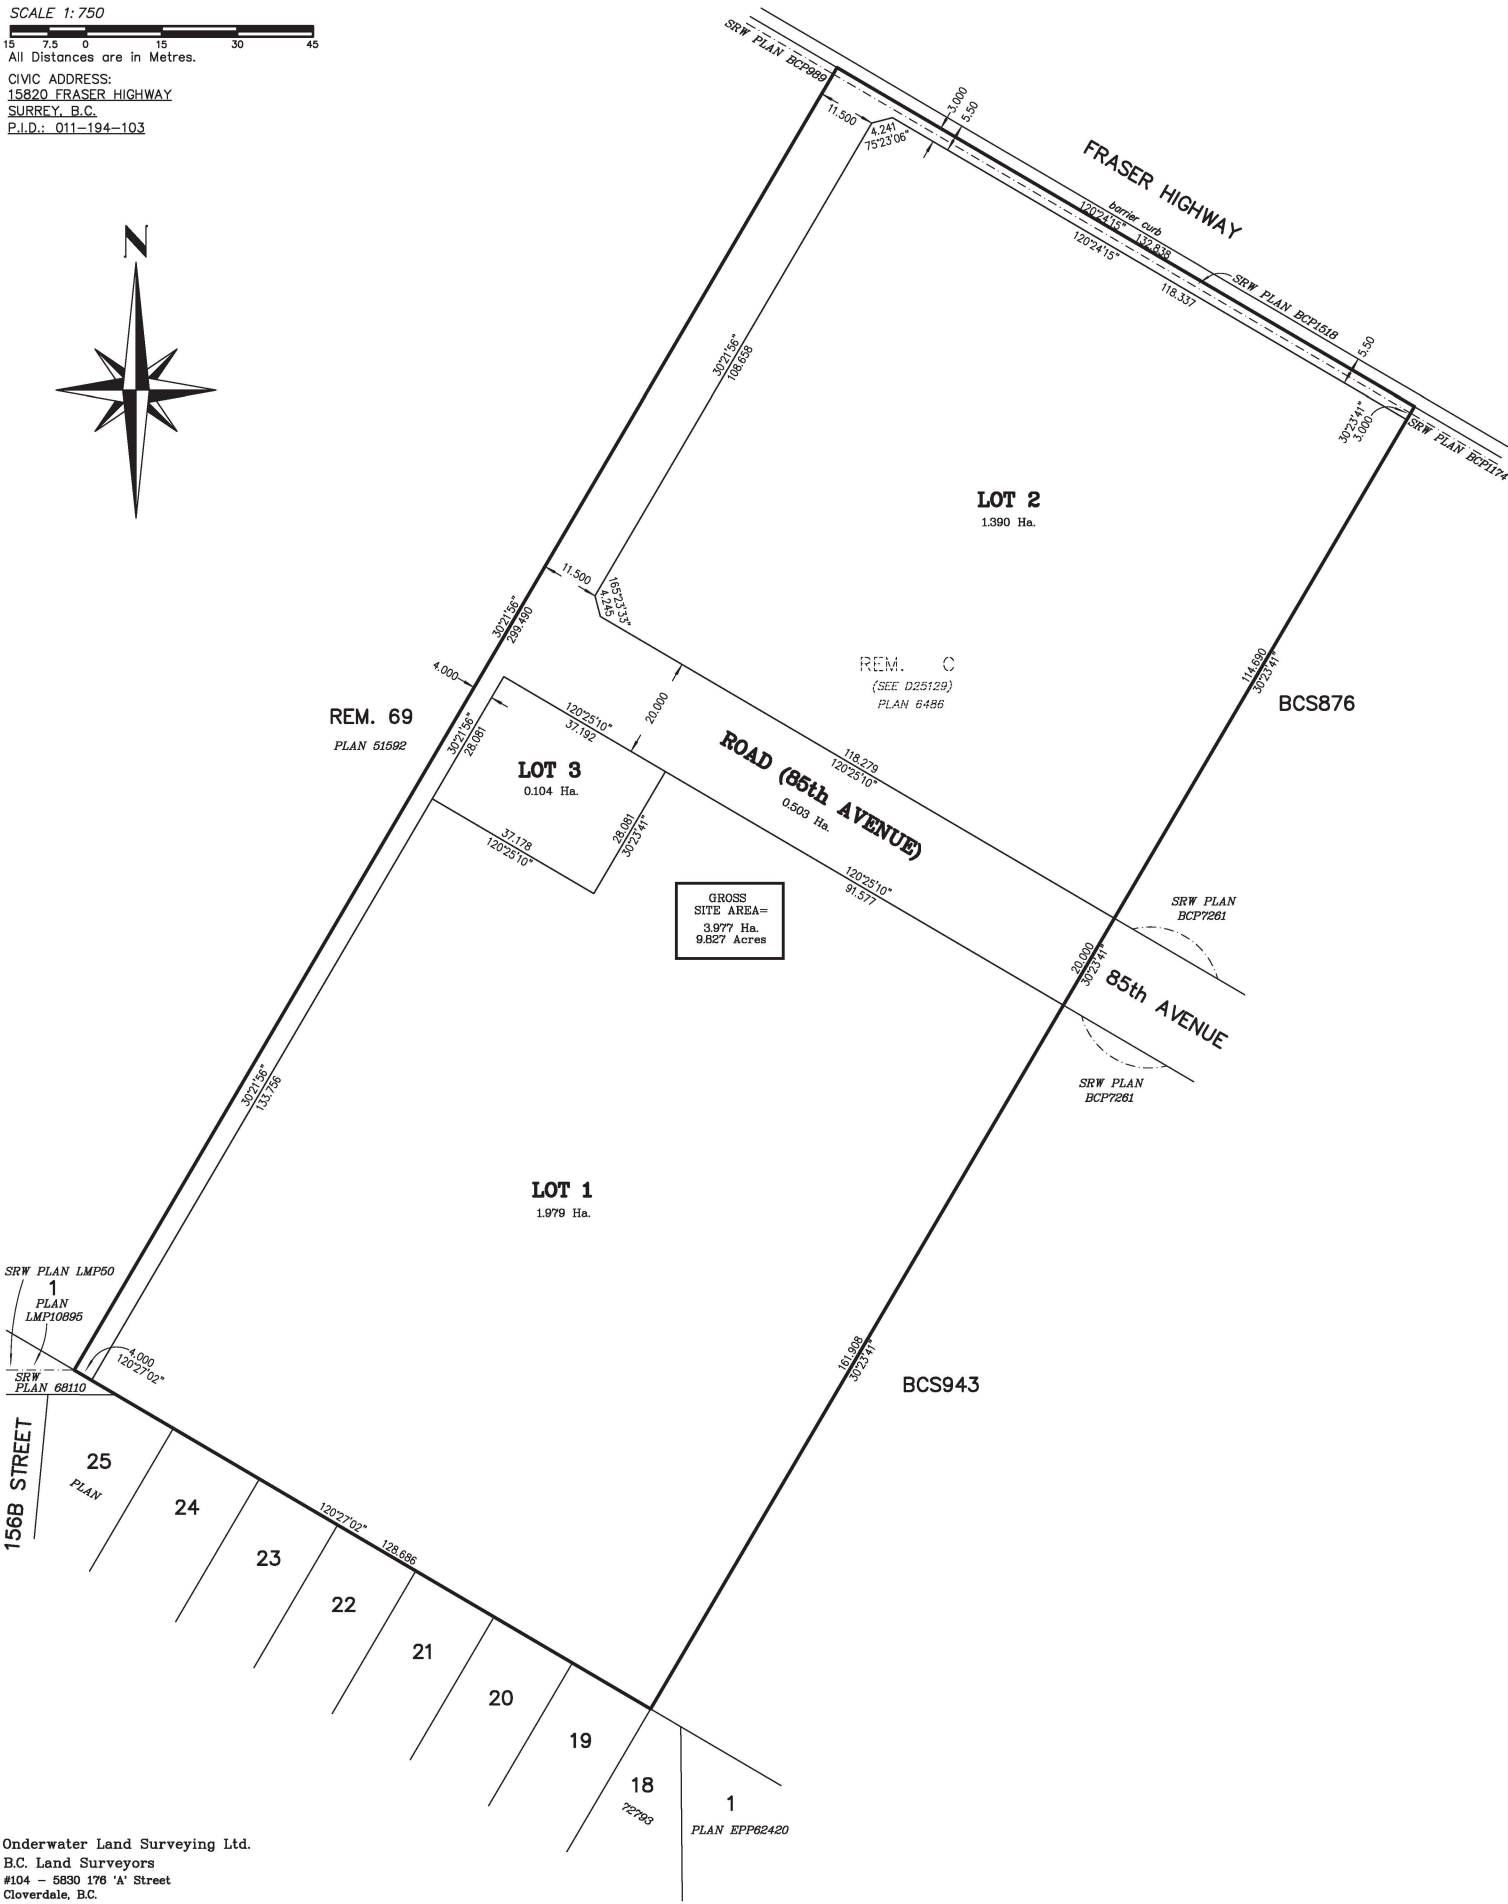 SCALE 1:750
15 7.5 0 15 30 45
All Distances are in Metres.
CIVIC ADDRESS:
15820 FRASER HIGHWAY
SURREY, B.C.
P.I.D.: 011-194-103
N
SRW PLAN BCP989
11.500
4.241
75°23'06"
3.000
5.50
FRASER HIGHWAY
barrier curb
120°24'15" 132.838
120°24'15"
118.337
SRW PLAN BCP1518
5.50
30°23'41"
3.000
SRW PLAN BCP1174
30°21'56"
108.658
LOT 2
1.390 Ha.
11.500
165°23'33"
4.245
30°21'56"
299.490
4.000
REM. C
(SEE D25129)
PLAN 6486
114.690
30°23'41"
BCS876
REM. 69
PLAN 51592
30°21'56"
28.081
120°25'10"
37.192
20.000
LOT 3
0.104 Ha.
ROAD (85th AVENUE)
0.503 Ha.
118.279
120°25'10"
37.178
120°25'10"
28.081
30°23'41"
120°25'10"
91.577
GROSS
SITE AREA=
3.977 Ha.
9.827 Acres
SRW PLAN
BCP7261
20.000
30°23'41"
85th AVENUE
SRW PLAN
BCP7261
30°21'56"
133.756
LOT 1
1.979 Ha.
SRW PLAN LMP50
1
PLAN
LMP10895
4.000
120°27'02"
SRW
PLAN 68110
161.908
30°23'41"
BCS943
156B STREET
25
PLAN
24
120°27'02" 128.686
23
22
21
20
19
18
72793
1
PLAN EPP62420
Onderwater Land Surveying Ltd.
B.C. Land Surveyors
#104 - 5830 176 'A' Street
Cloverdale, B.C.